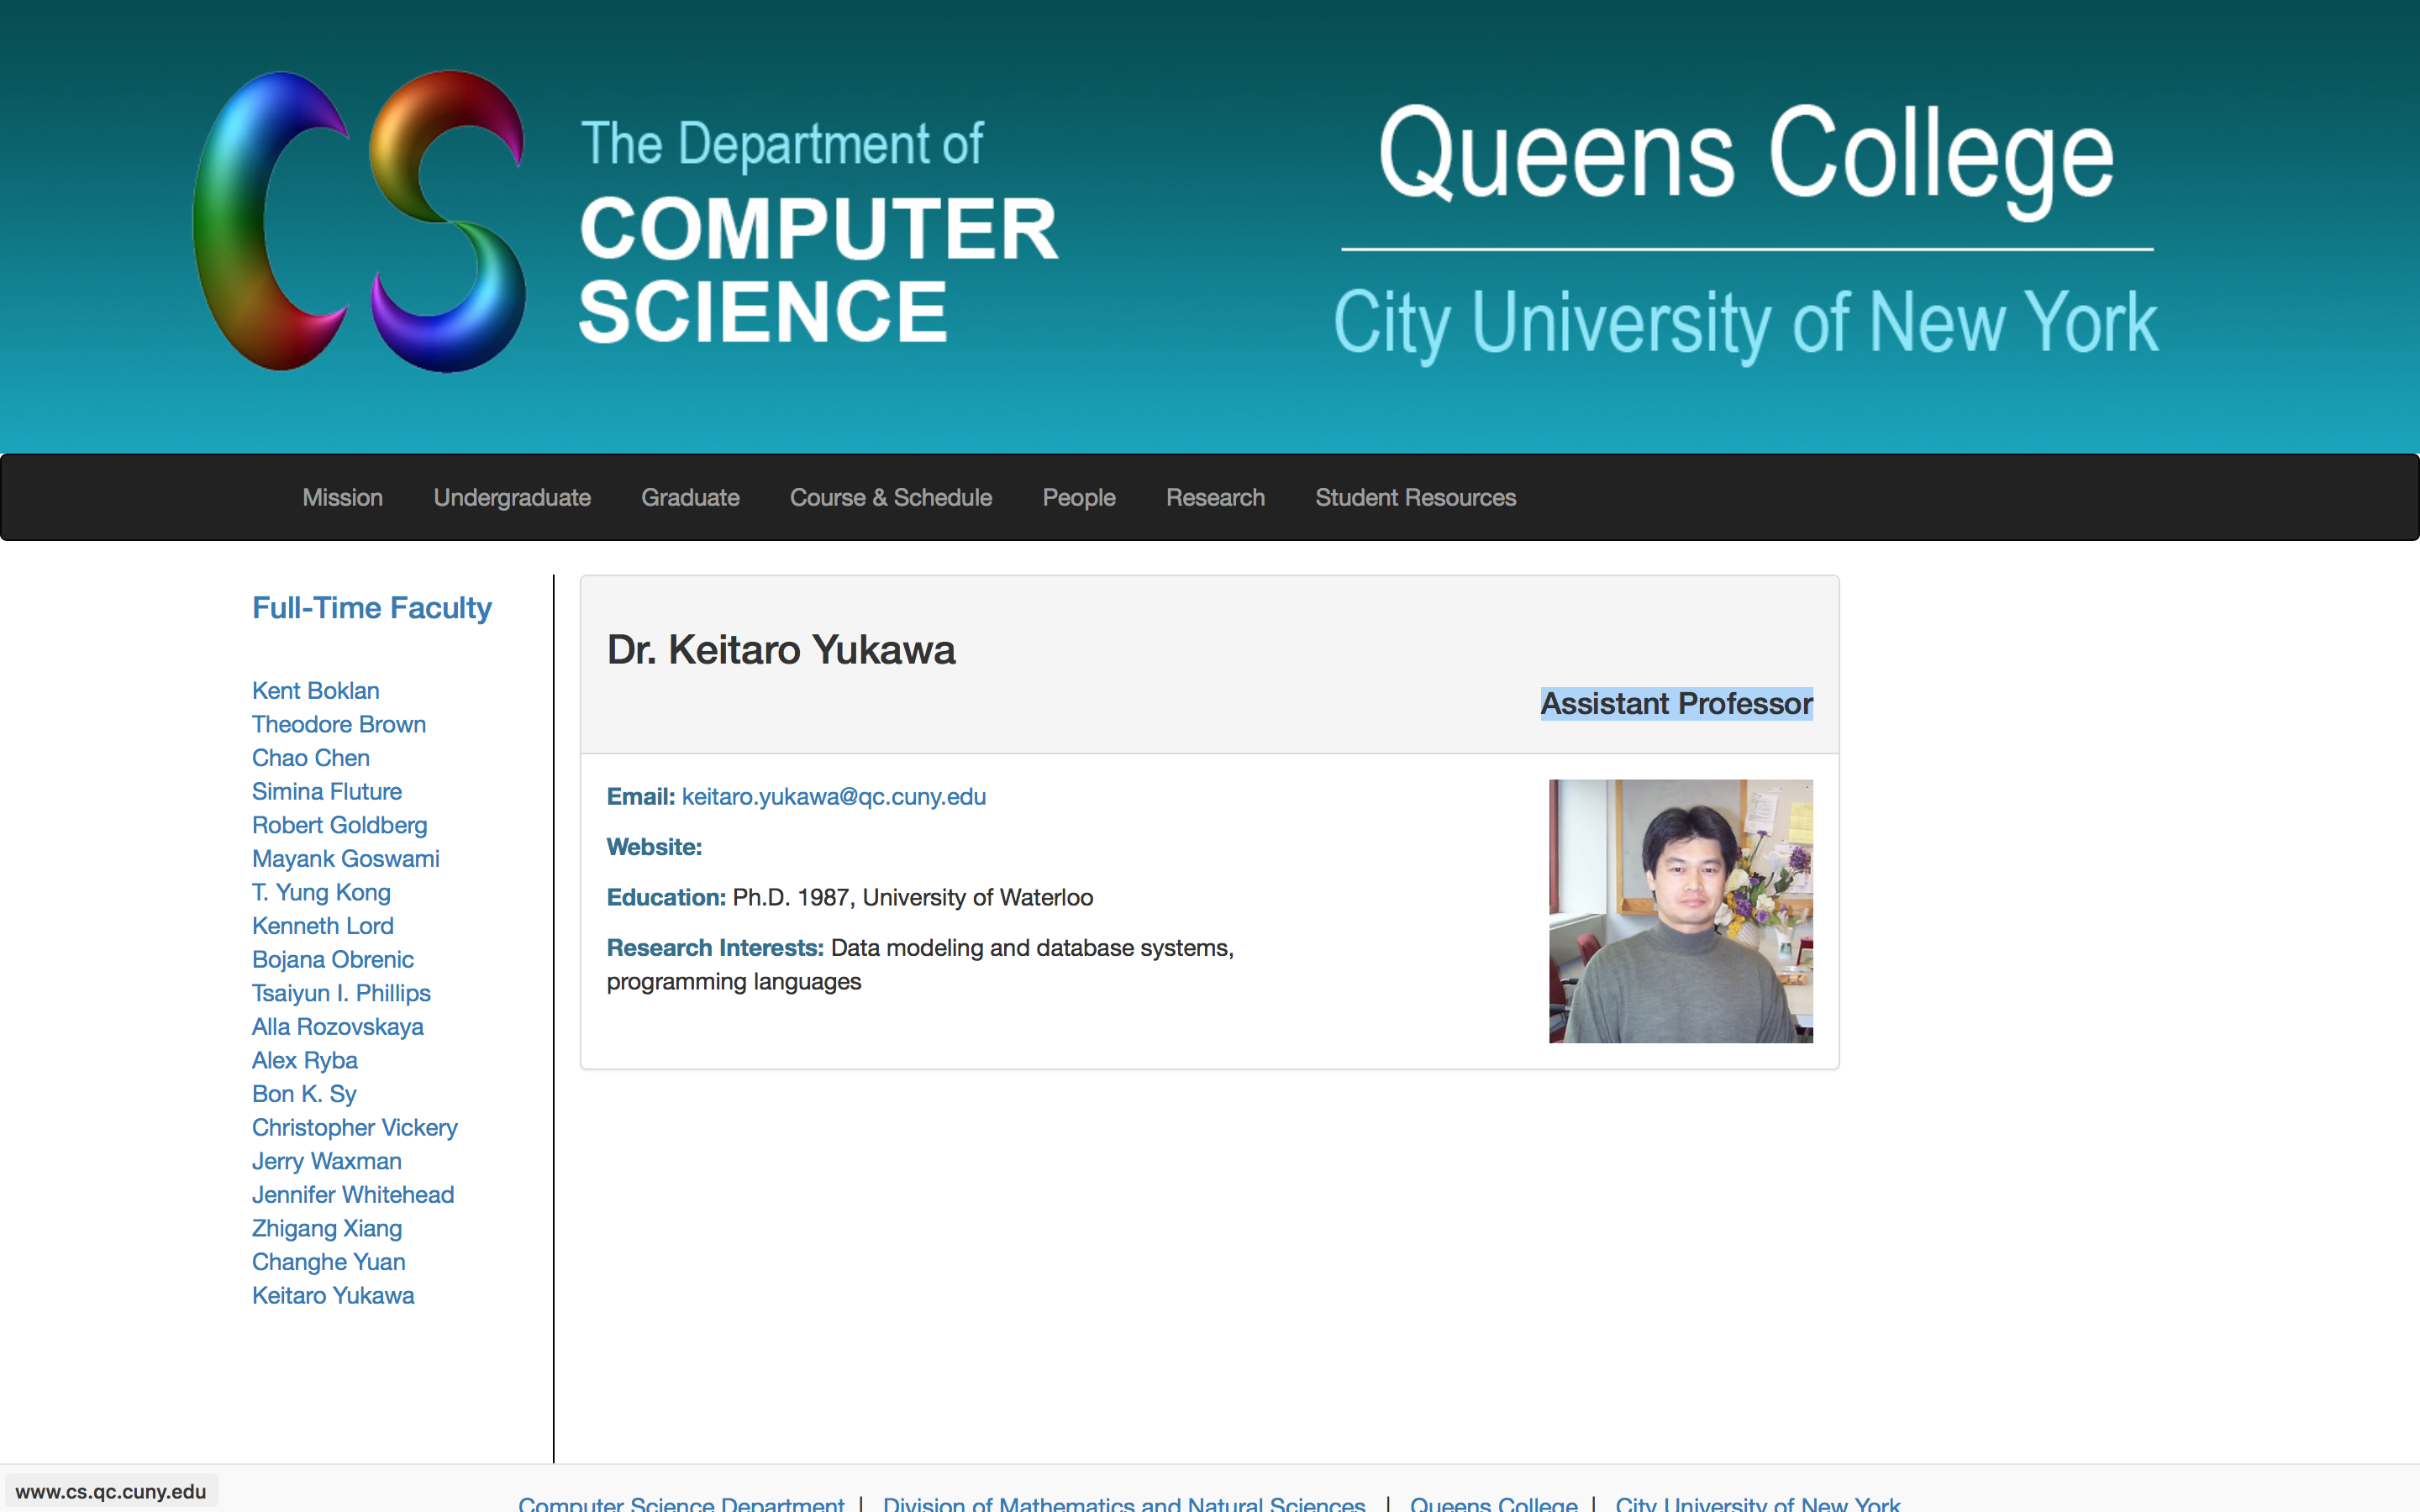 CS
The Department of
COMPUTER
SCIENCE
Queens College
City University of New York
Mission Undergraduate Graduate Course & Schedule People Research Student Resources
Full-Time Faculty
Kent Boklan
Theodore Brown
Chao Chen
Simina Fluture
Robert Goldberg
Mayank Goswami
T. Yung Kong
Kenneth Lord
Bojana Obrenic
Tsaiyun I. Phillips
Alla Rozovskaya
Alex Ryba
Bon K. Sy
Christopher Vickery
Jerry Waxman
Jennifer Whitehead
Zhigang Xiang
Changhe Yuan
Keitaro Yukawa
Dr. Keitaro Yukawa
Assistant Professor
Email: keitaro.yukawa@qc.cuny.edu
Website:
Education: Ph.D. 1987, University of Waterloo
Research Interests: Data modeling and database systems,
programming languages
www.cs.qc.cuny.edu
Computer Science Department | Division of Mathematics and Natural Sciences | Queens College | City University of New York